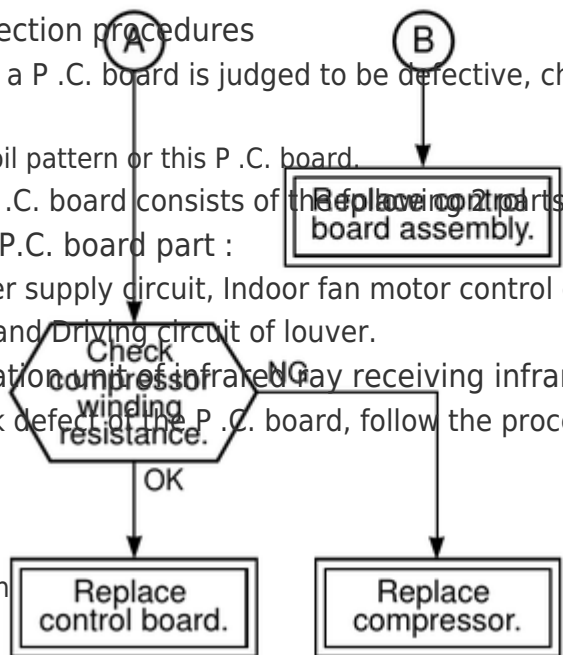 ection procedures
A
B
a P .C. board is judged to be defective, ch
oil pattern or this P .C. board.
.C. board consists of the following 2 parts
Replace control
board assembly.
P.C. board part :
er supply circuit, Indoor fan motor control
and Driving circuit of louver.
Check
compressor
winding
resistance.
NG
ation unit of infrared ray receiving infrar
k defect of the P .C. board, follow the proce
OK
n
Replace
control board.
Replace
compressor.